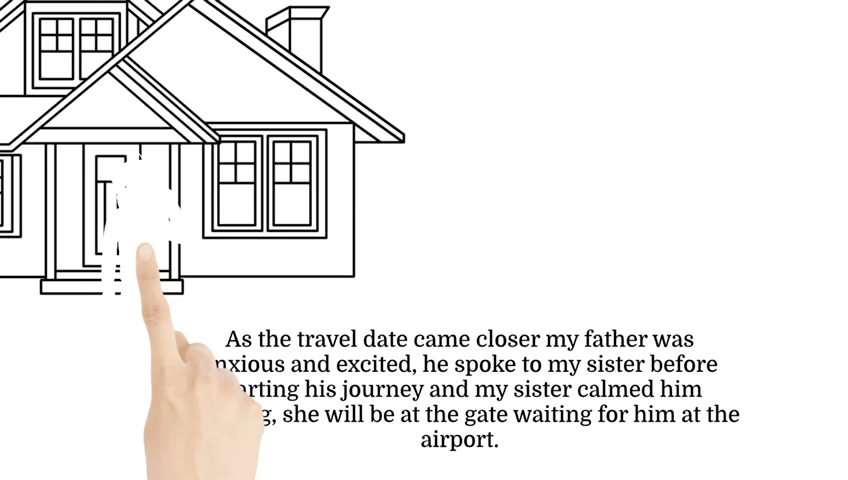 As the travel date came closer my father was
and excited, he spoke to my sister before
his journey and my sister calmed him
she will be at the gate waiting for him at the
airport.